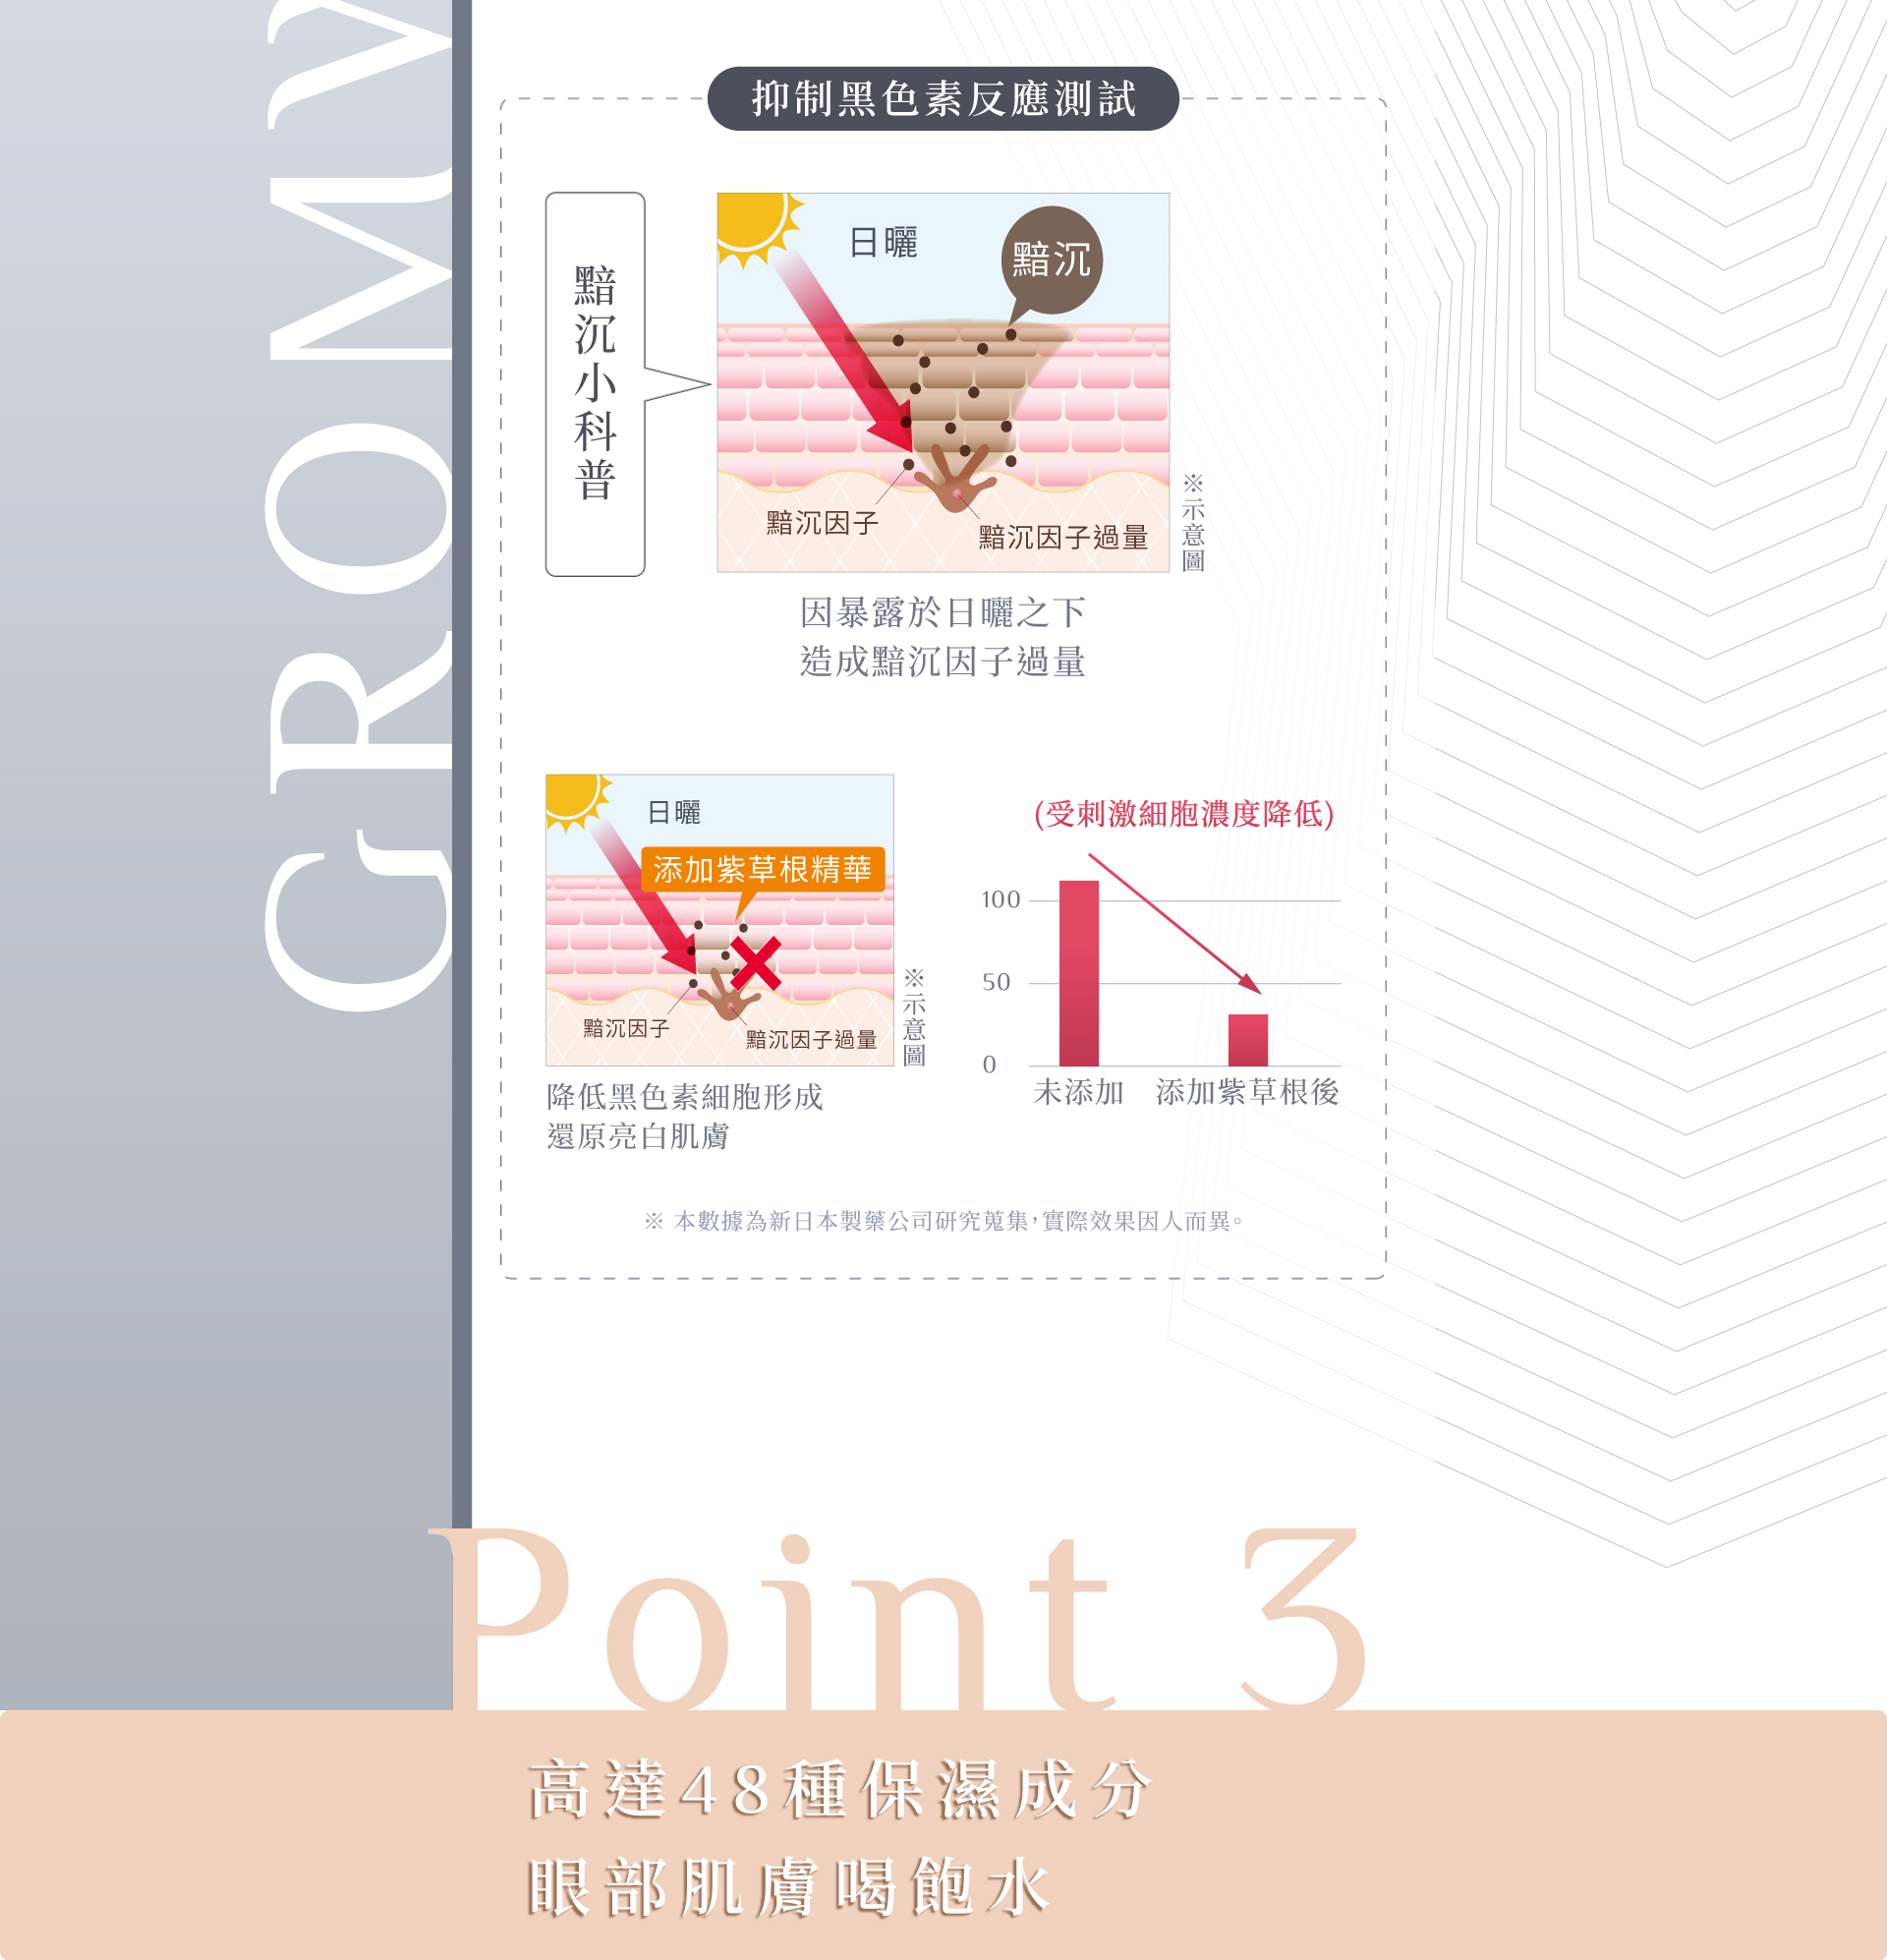 GROMY
抑制黑色素反應測試
黯沉小科普
日曬
黯沉
黯沉因子
黯沉因子過量
※示意圖
因暴露於日曬之下
造成黯沉因子過量
日曬
添加紫草根精華
黯沉因子
黯沉因子過量
※示意圖
降低黑色素細胞形成
還原亮白肌膚
(受刺激細胞濃度降低)
100
50
0
未添加
添加紫草根後
※ 本數據為新日本製藥公司研究蒐集，實際效果因人而異。
Point 3
高達48種保濕成分
眼部肌膚喝飽水